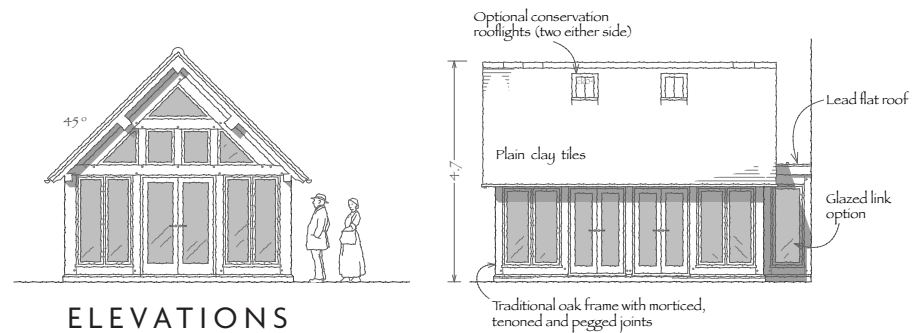 Optional conservation
rooflights (two either side)
45°
Lead flat roof
Plain clay tiles
4.7
Glazed link
option
Traditional oak frame with morticed,
tenoned and pegged joints
ELEVATIONS